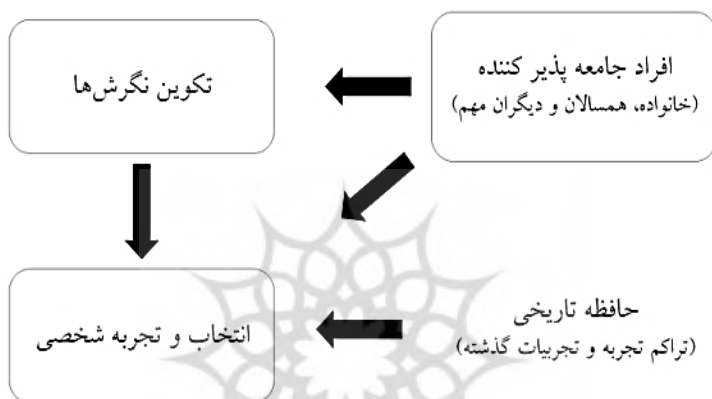 افراد جامعه پذیر کننده
(خانواده، همسالان و دیگران مهم)
تکوین نگرش‌ها
حافظه تاریخی
(تراکم تجربه و تجربیات گذشته)
انتخاب و تجربه شخصی